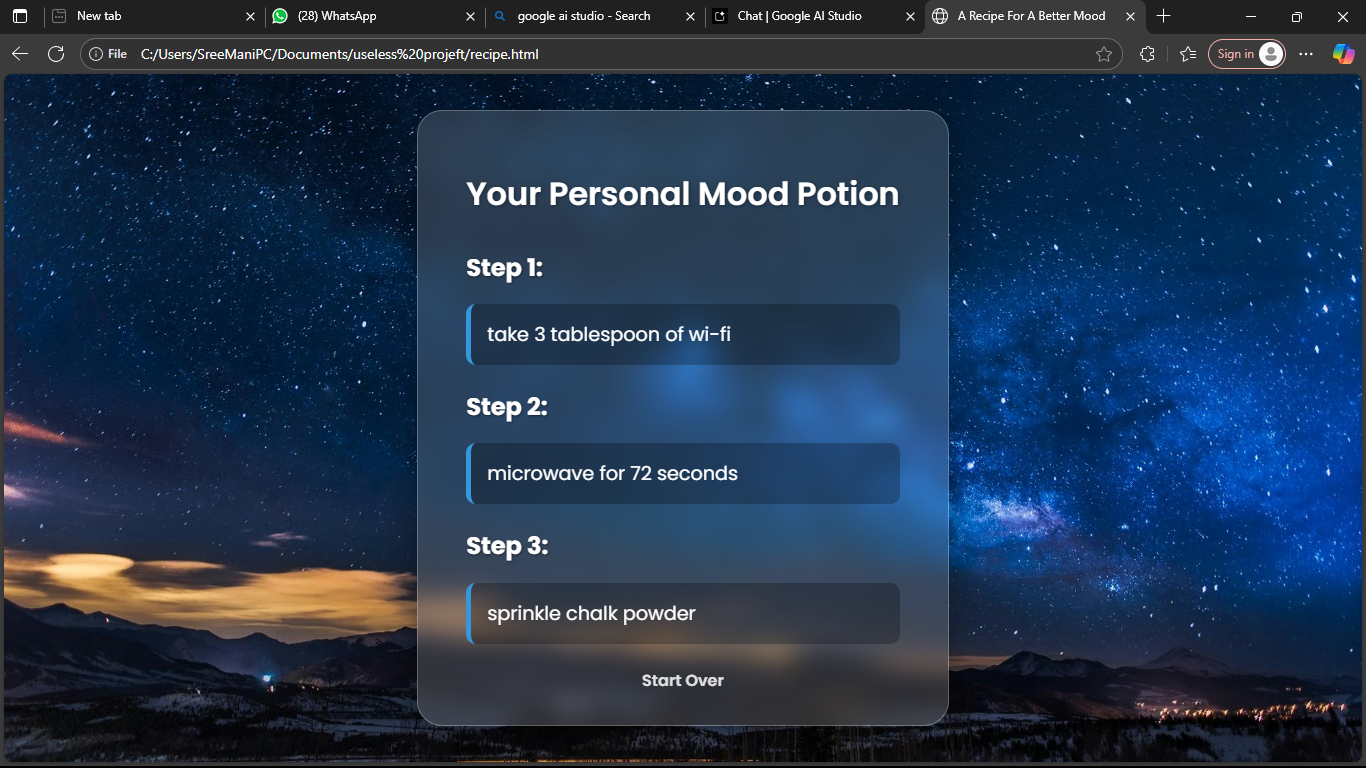 New tab
(28) WhatsApp
google ai studio - Search
Chat | Google AI Studio
A Recipe For A Better Mood
File
C:/Users/SreeManiPC/Documents/useless%20projeft/recipe.html
Sign in
Your Personal Mood Potion
Step 1:
take 3 tablespoon of wi-fi
Step 2:
microwave for 72 seconds
Step 3:
sprinkle chalk powder
Start Over